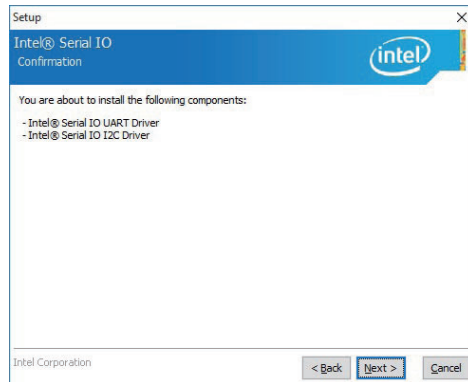 Setup
Intel® Serial IO
Confirmation
intel
You are about to install the following components:
- Intel® Serial IO UART Driver
- Intel® Serial IO I2C Driver
Intel Corporation
< Back
Next >
Cancel